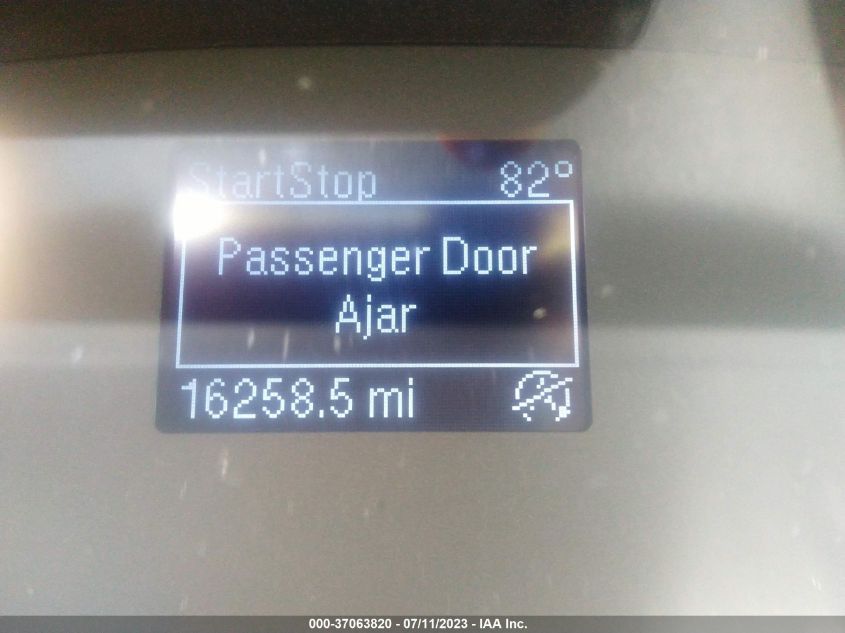 StartStop 82°
Passenger Door
Ajar
16258.5 mi
000-37063820 - 07/11/2023 - IAA Inc.